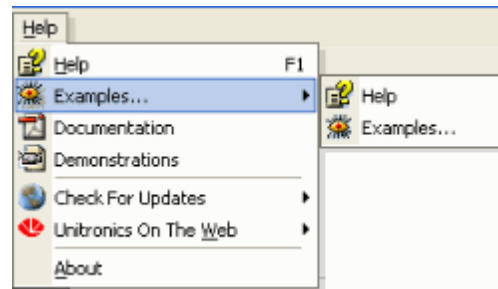 Help
Help F1
Examples...
Documentation
Demonstrations
Check For Updates
Unitronics On The Web
About
Help
Examples...